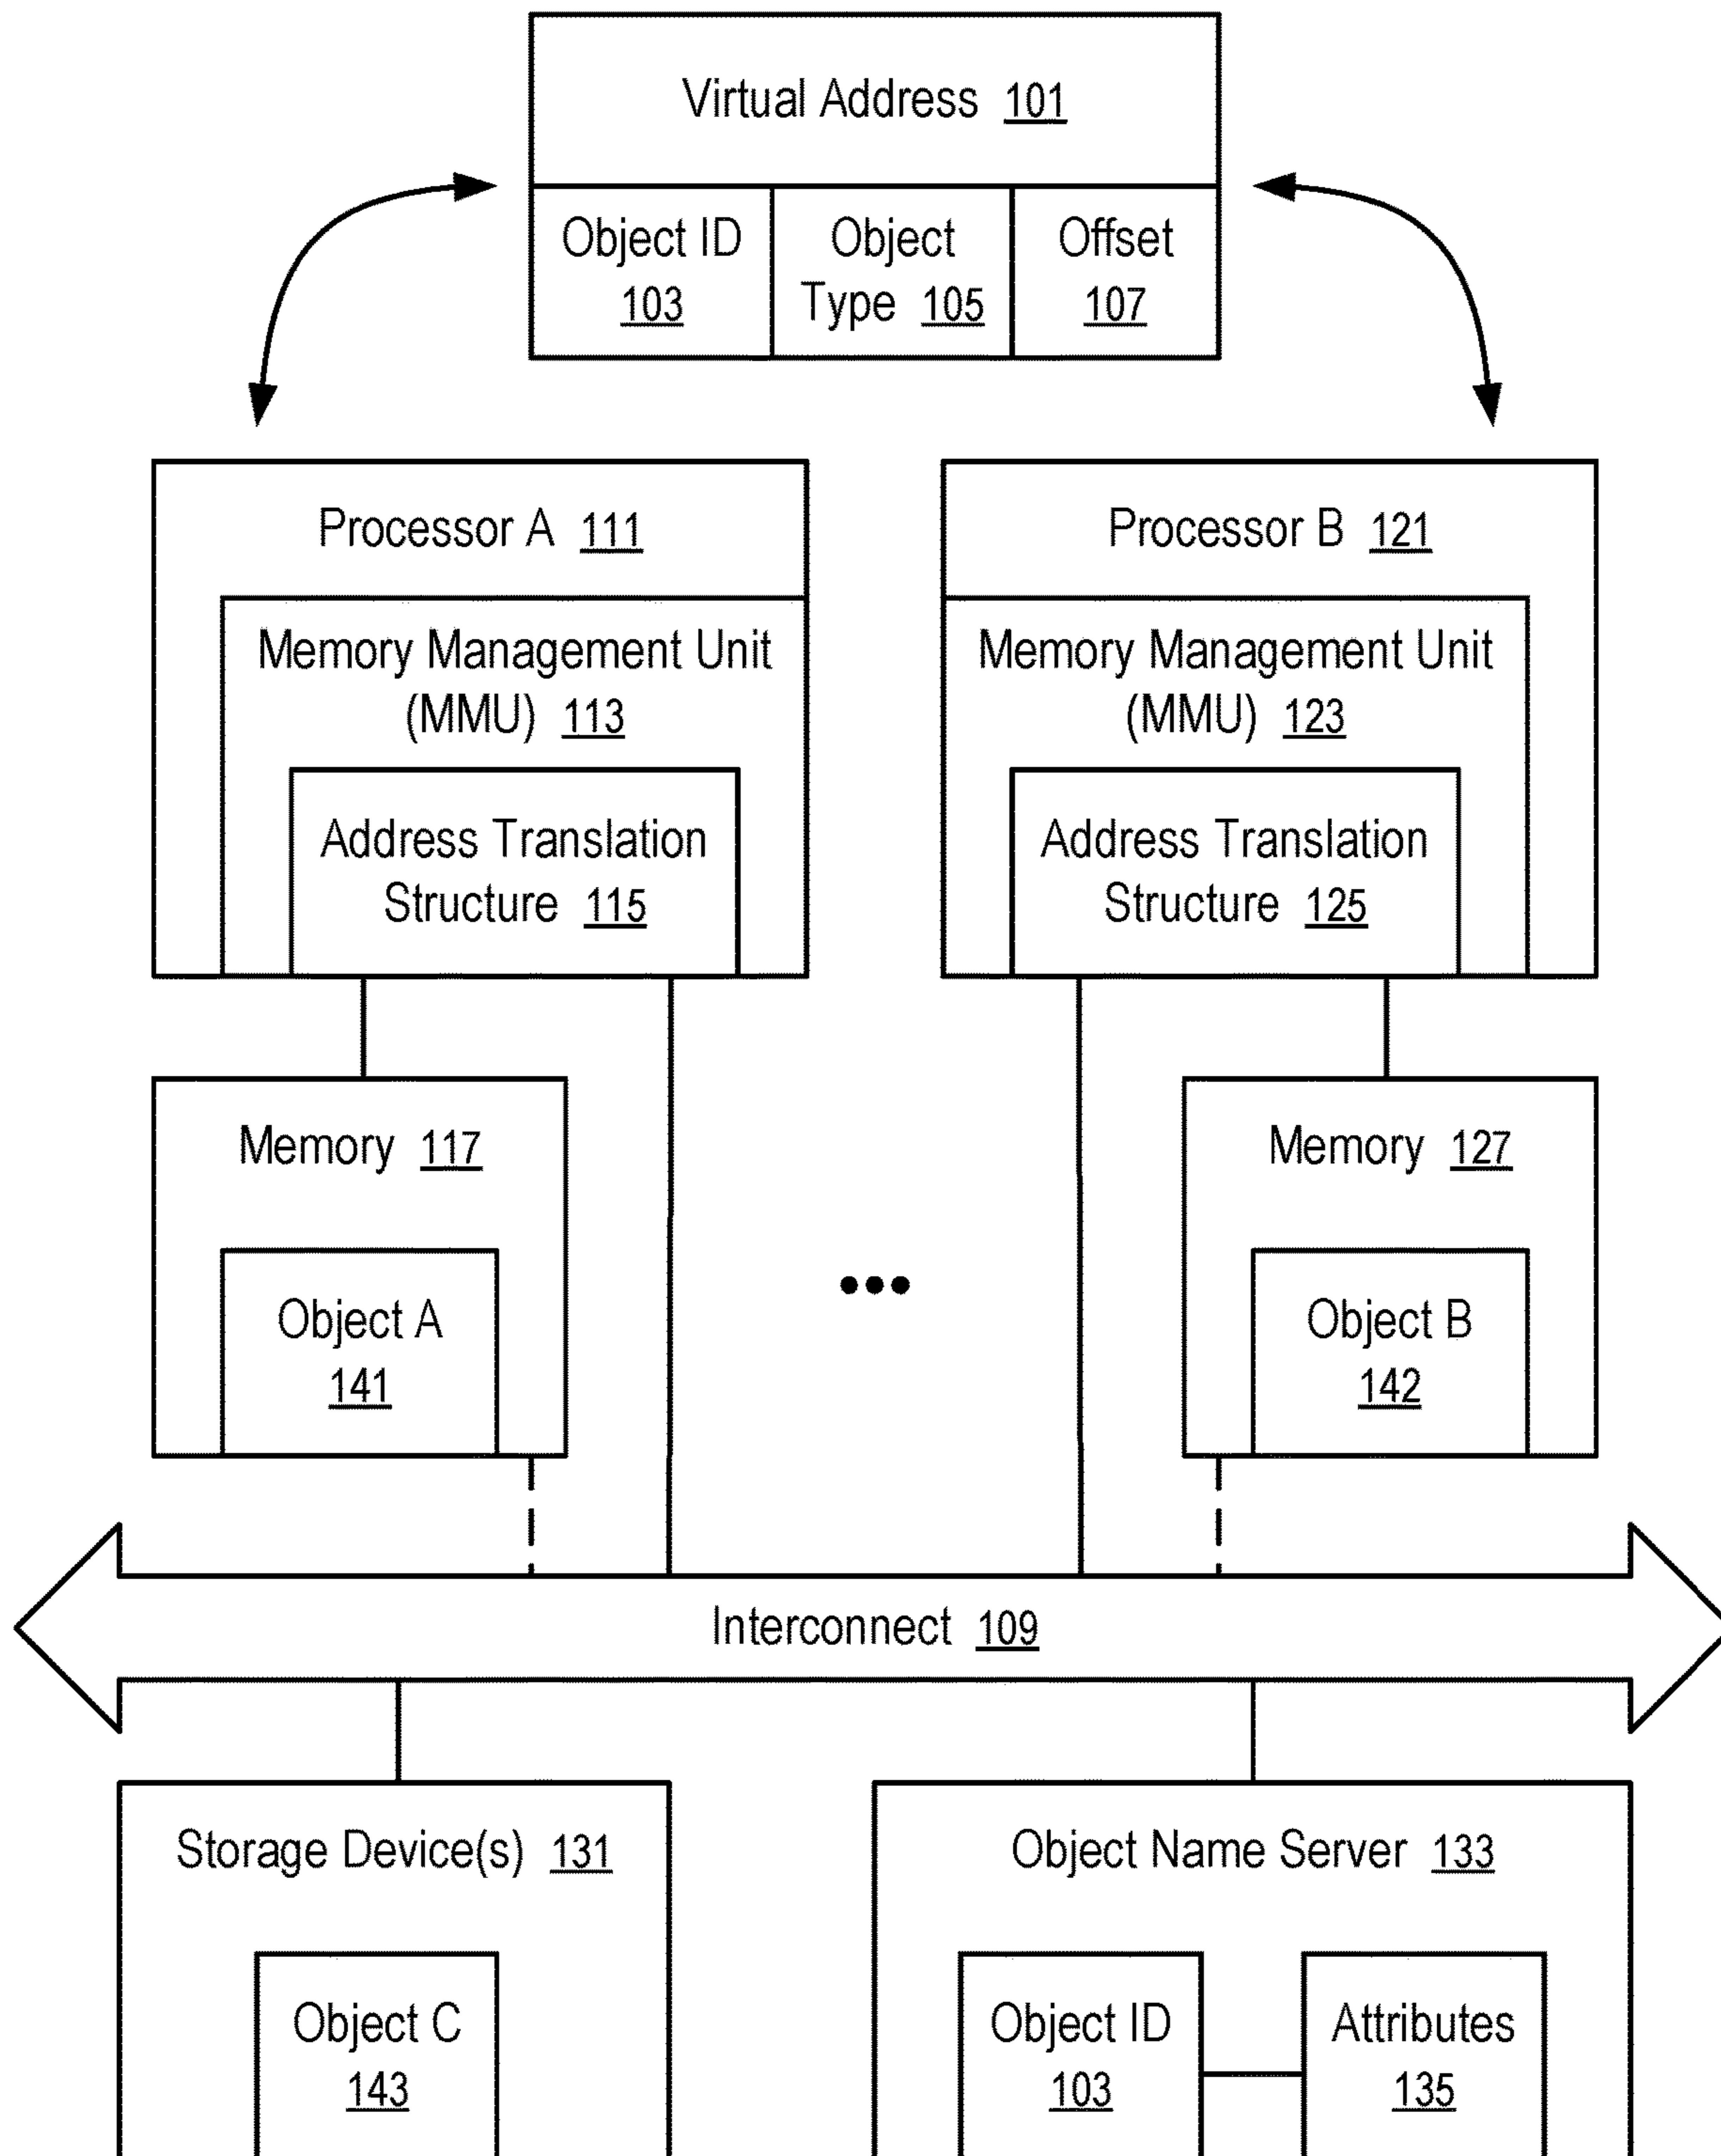 Virtual Address 101
Object ID
103
Object
Type 105
Offset
107
Processor A 111
Memory Management Unit
(MMU) 113
Address Translation
Structure 115
Processor B 121
Memory Management Unit
(MMU) 123
Address Translation
Structure 125
Memory 117
Object A
141
•••
Memory 127
Object B
142
Interconnect 109
Storage Device(s) 131
Object C
143
Object Name Server 133
Object ID
103
Attributes
135